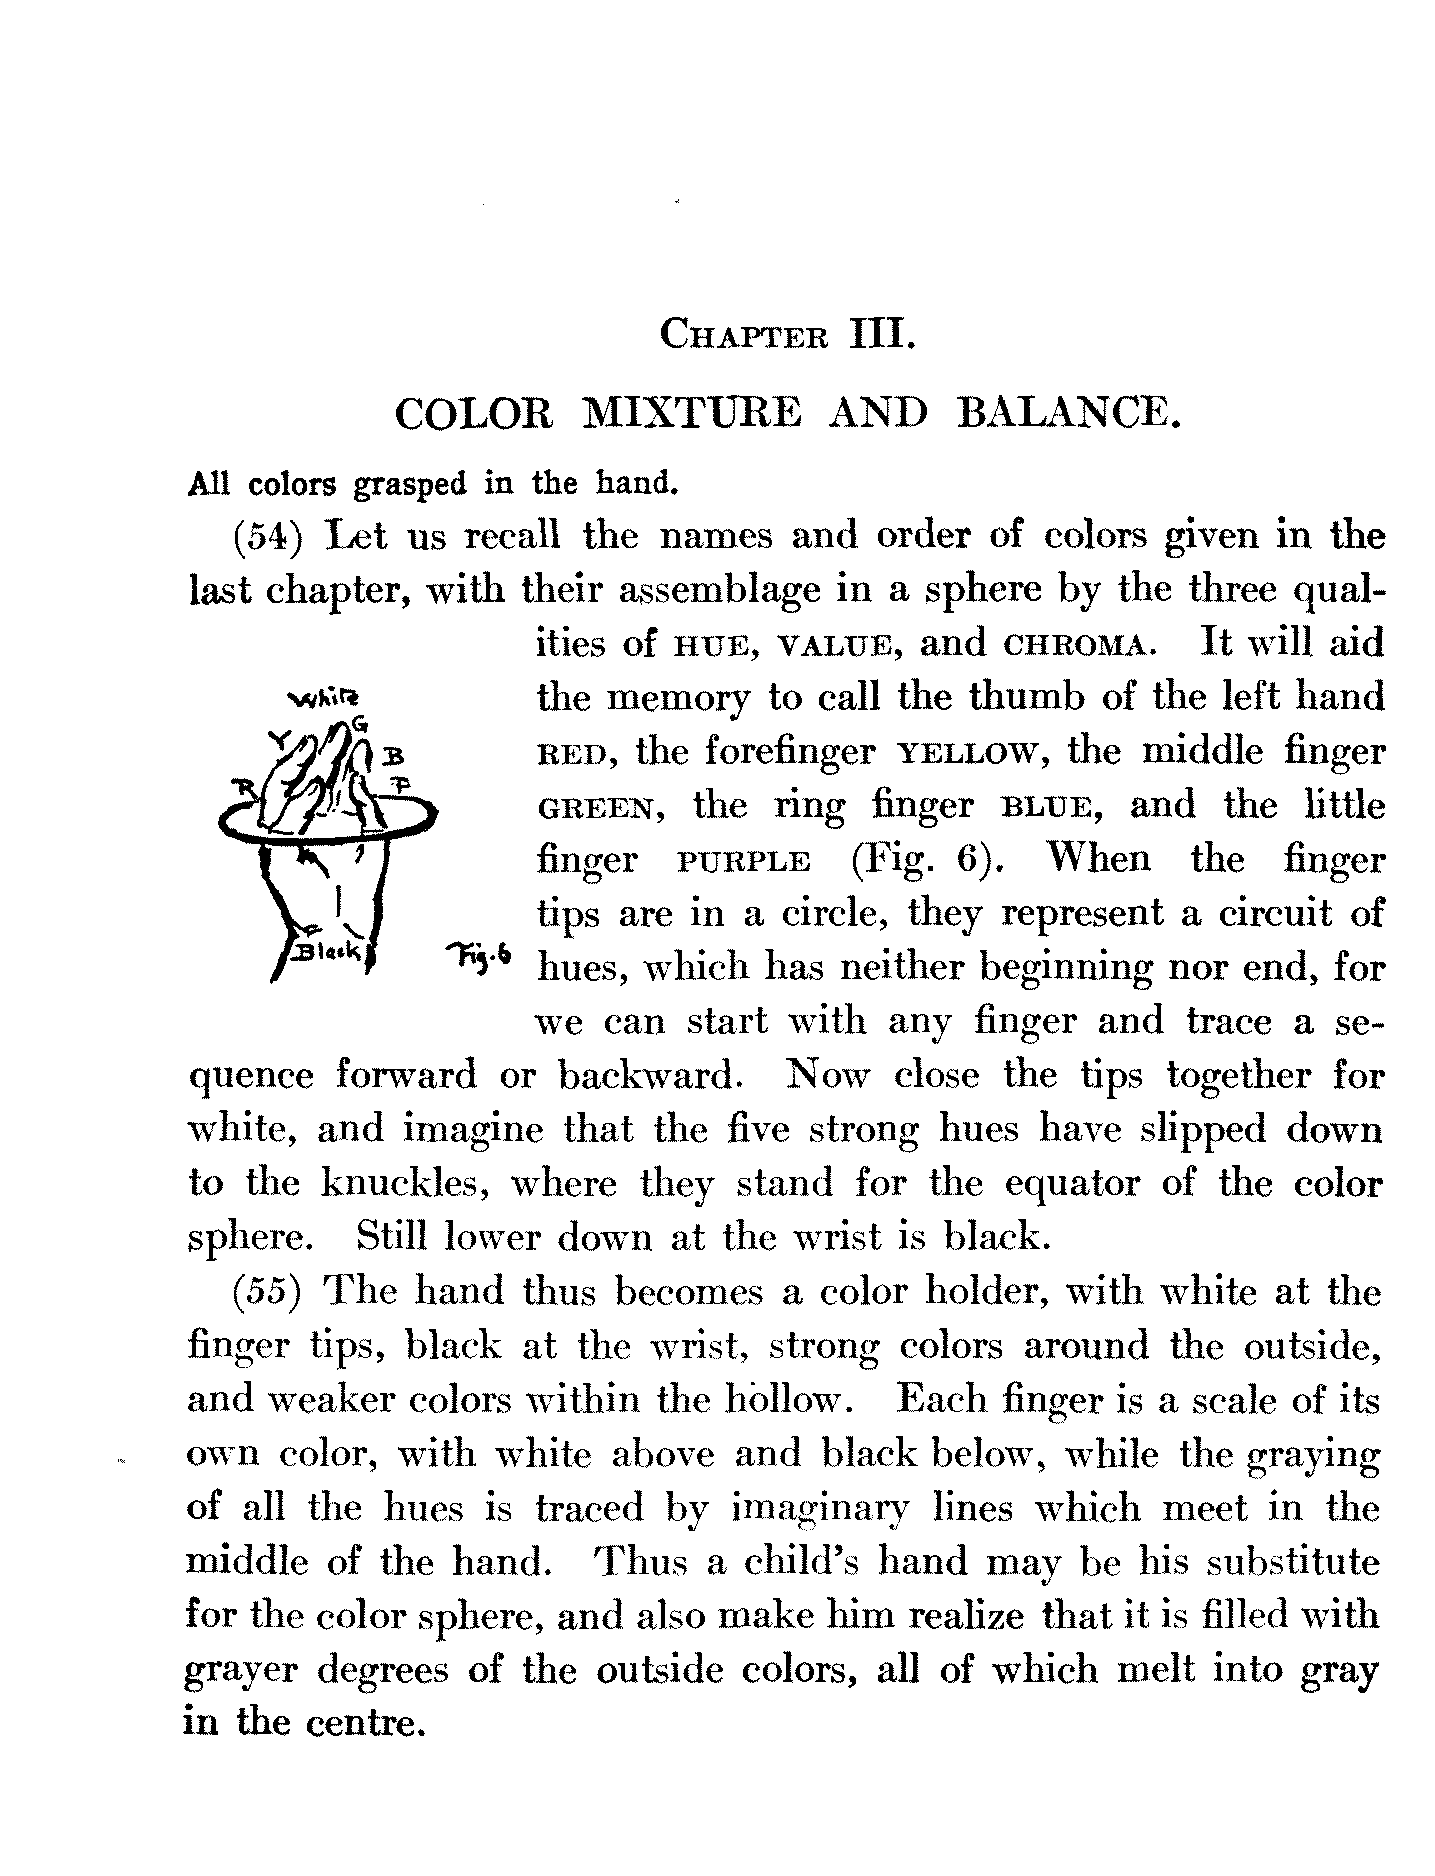 CHAPTER III.
COLOR MIXTURE AND BALANCE.
All colors grasped in the hand.
(54) Let us recall the names and order of colors given in the
last chapter, with their assemblage in a sphere by the three qual-
ities of HUE, VALUE, and CHROMA. It will aid
the memory to call the thumb of the left hand
RED, the forefinger YELLOW, the middle finger
GREEN, the ring finger BLUE, and the little
finger PURPLE (Fig. 6). When the finger
tips are in a circle, they represent a circuit of
hues, which has neither beginning nor end, for
we can start with any finger and trace a se-
White
G
Y
B
R
P
Black
Fig. 6
quence forward or backward. Now close the tips together for
white, and imagine that the five strong hues have slipped down
to the knuckles, where they stand for the equator of the color
sphere. Still lower down at the wrist is black.
(55) The hand thus becomes a color holder, with white at the
finger tips, black at the wrist, strong colors around the outside,
and weaker colors within the hollow. Each finger is a scale of its
own color, with white above and black below, while the graying
of all the hues is traced by imaginary lines which meet in the
middle of the hand. Thus a child's hand may be his substitute
for the color sphere, and also make him realize that it is filled with
grayer degrees of the outside colors, all of which melt into gray
in the centre.